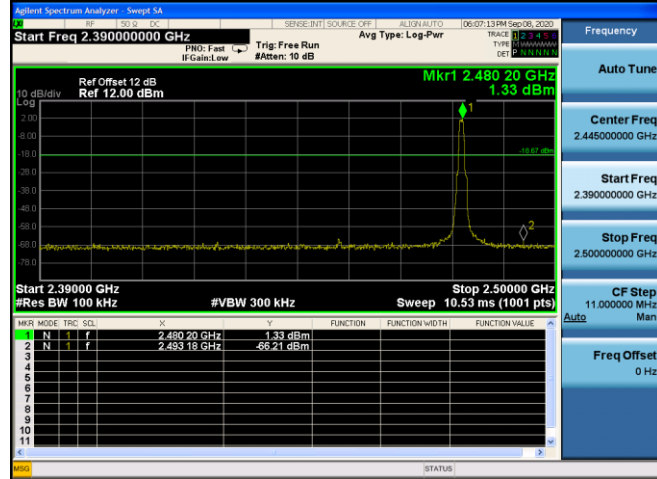 Agilent Spectrum Analyzer - Swept SA
RF 50 Ω DC SENSE:INT SOURCE OFF ALIGN AUTO 06:07:13 PM Sep 08, 2020
Start Freq 2.390000000 GHz
PNO: Fast
IFGain:Low
Trig: Free Run
#Atten: 10 dB
Avg Type: Log-Pwr
TRACE 1 2 3 4 5 6
TYPE M WWWWW
DET P N N N N N
Ref Offset 12 dB
Ref 12.00 dBm
10 dB/div
Log
Mkr1 2.480 20 GHz
1.33 dBm
1
2.00
-8.00
-18.0
-18.67 dBm
-28.0
-38.0
-48.0
-58.0
2
-68.0
-78.0
Start 2.39000 GHz
Stop 2.50000 GHz
#Res BW 100 kHz
#VBW 300 kHz
Sweep 10.53 ms (1001 pts)
MKR MODE TRC SCL X Y FUNCTION FUNCTION WIDTH FUNCTION VALUE
1 N 1 f 2.480 20 GHz 1.33 dBm
2 N 1 f 2.493 18 GHz -66.21 dBm
3
4
5
6
7
8
9
10
11
MSG
STATUS
Frequency
Auto Tune
Center Freq
2.445000000 GHz
Start Freq
2.390000000 GHz
Stop Freq
2.500000000 GHz
CF Step
11.000000 MHz
Auto Man
Freq Offset
0 Hz